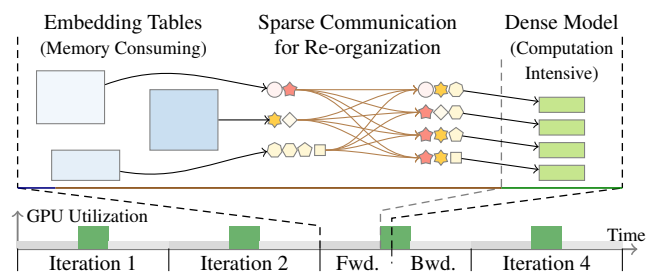 Embedding Tables
(Memory Consuming)
Sparse Communication
for Re-organization
Dense Model
(Computation
Intensive)
GPU Utilization
Time
Iteration 1
Iteration 2
Fwd.
Bwd.
Iteration 4